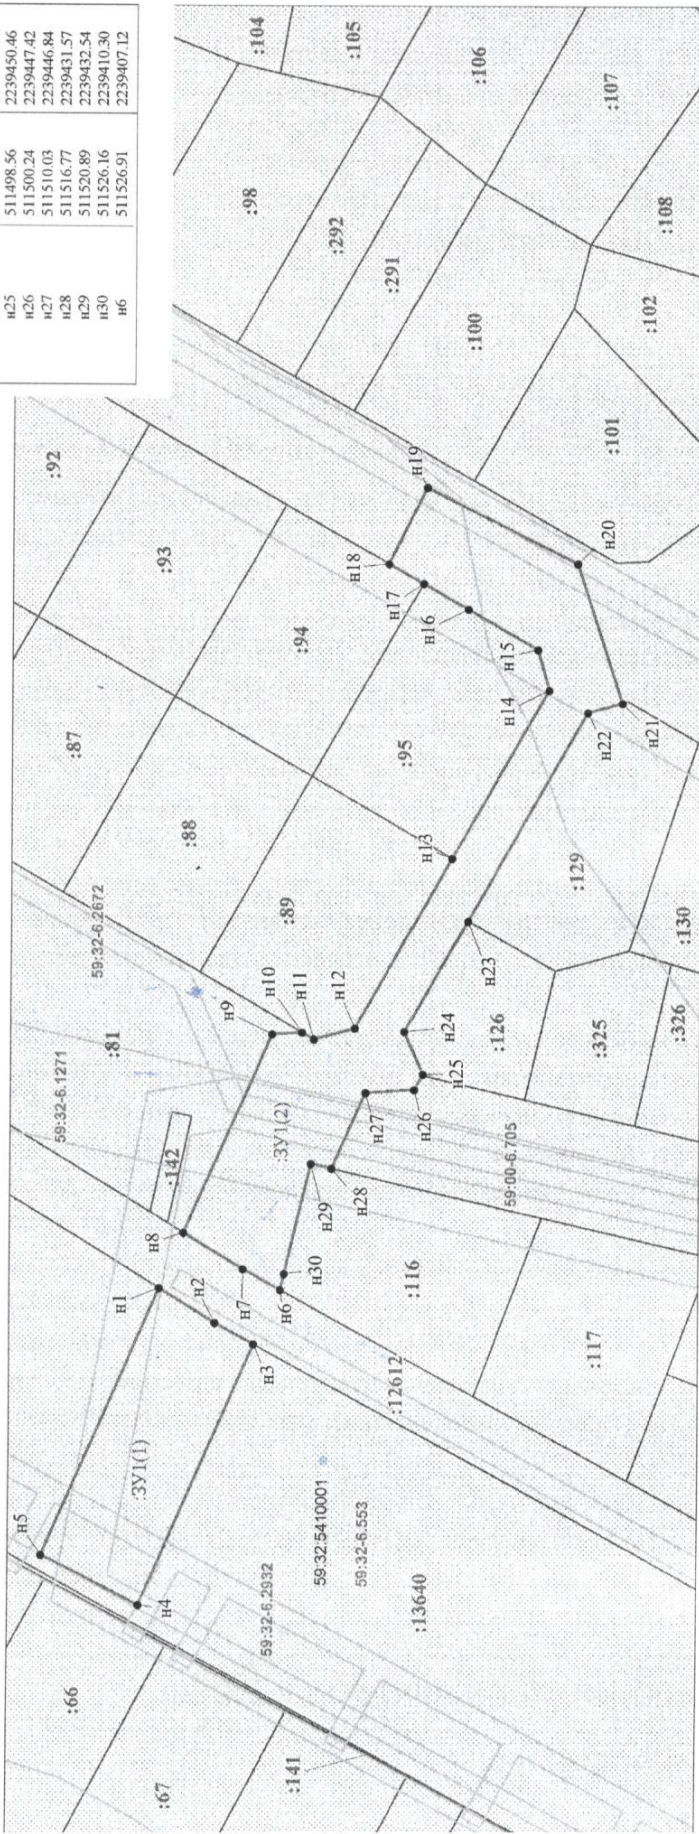 н25 511498.56 2239450.46
н26 511500.24 2239447.42
н27 511510.03 2239446.84
н28 511516.77 2239431.57
н29 511520.89 2239432.54
н30 511526.16 2239410.30
н6 511526.91 2239407.12
:66
:67
:141
н5
н4
:ЗУ1(1)
59:32-6.2932
59:32:5410001
59:32-6.553
:13640
н1
н2
н3
:12612
н8
н7
н6
н30
:142
59:32-6.1271
:81
59:32-6.2672
:ЗУ1(2)
н29
н28
:116
:117
59:00-6.705
н9
н10
н11
н12
н27
н26
н25
н24
н23
:126
:325
:326
:129
:130
:87
:88
:89
:92
:93
:94
:95
н13
н14
н15
н16
н17
н18
н19
н20
н21
н22
:98
:292
:291
:100
:101
:102
:104
:105
:106
:107
:108